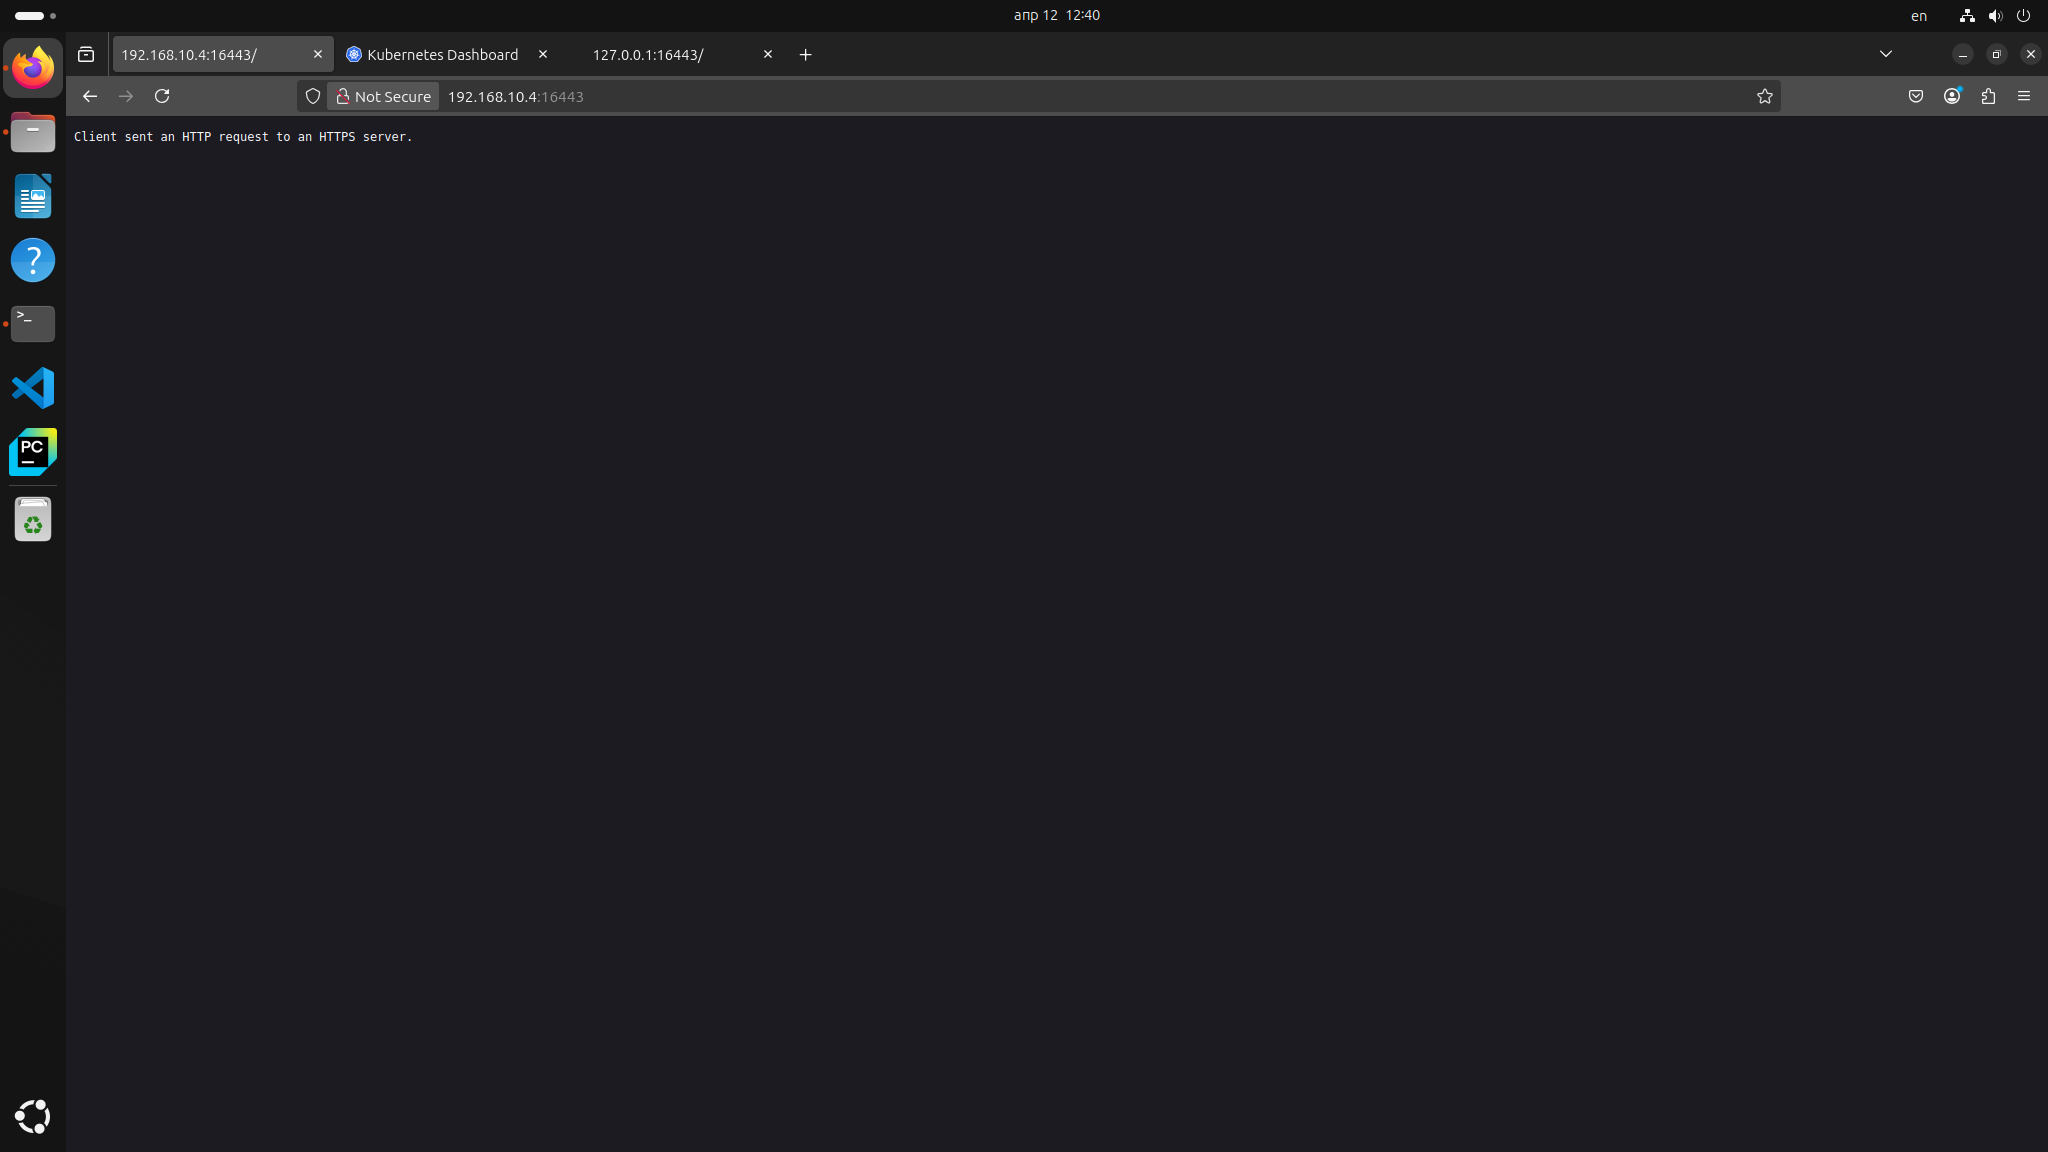 апр 12 12:40
en
192.168.10.4:16443/
Kubernetes Dashboard
127.0.0.1:16443/
Not Secure
192.168.10.4:16443
Client sent an HTTP request to an HTTPS server.
>_
?
PC